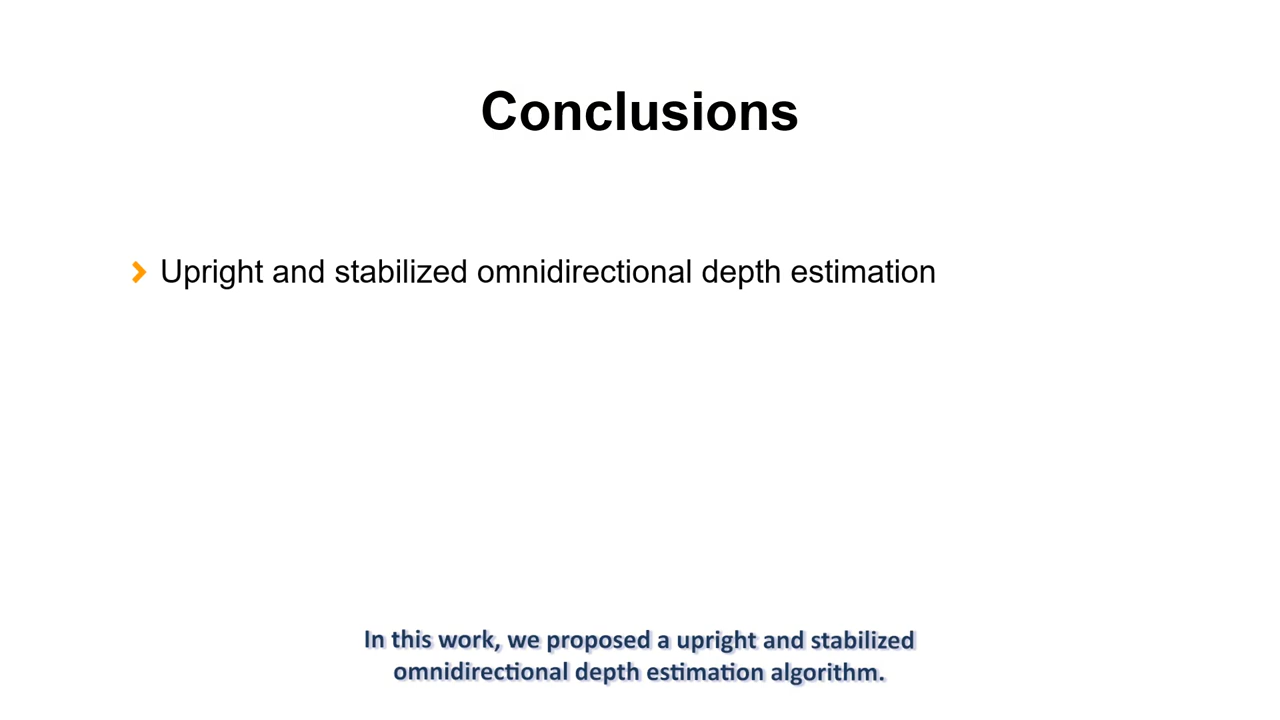 Conclusions
Upright and stabilized omnidirectional depth estimation
In this work, we proposed a upright and stabilized
omnidirectional depth estimation algorithm.